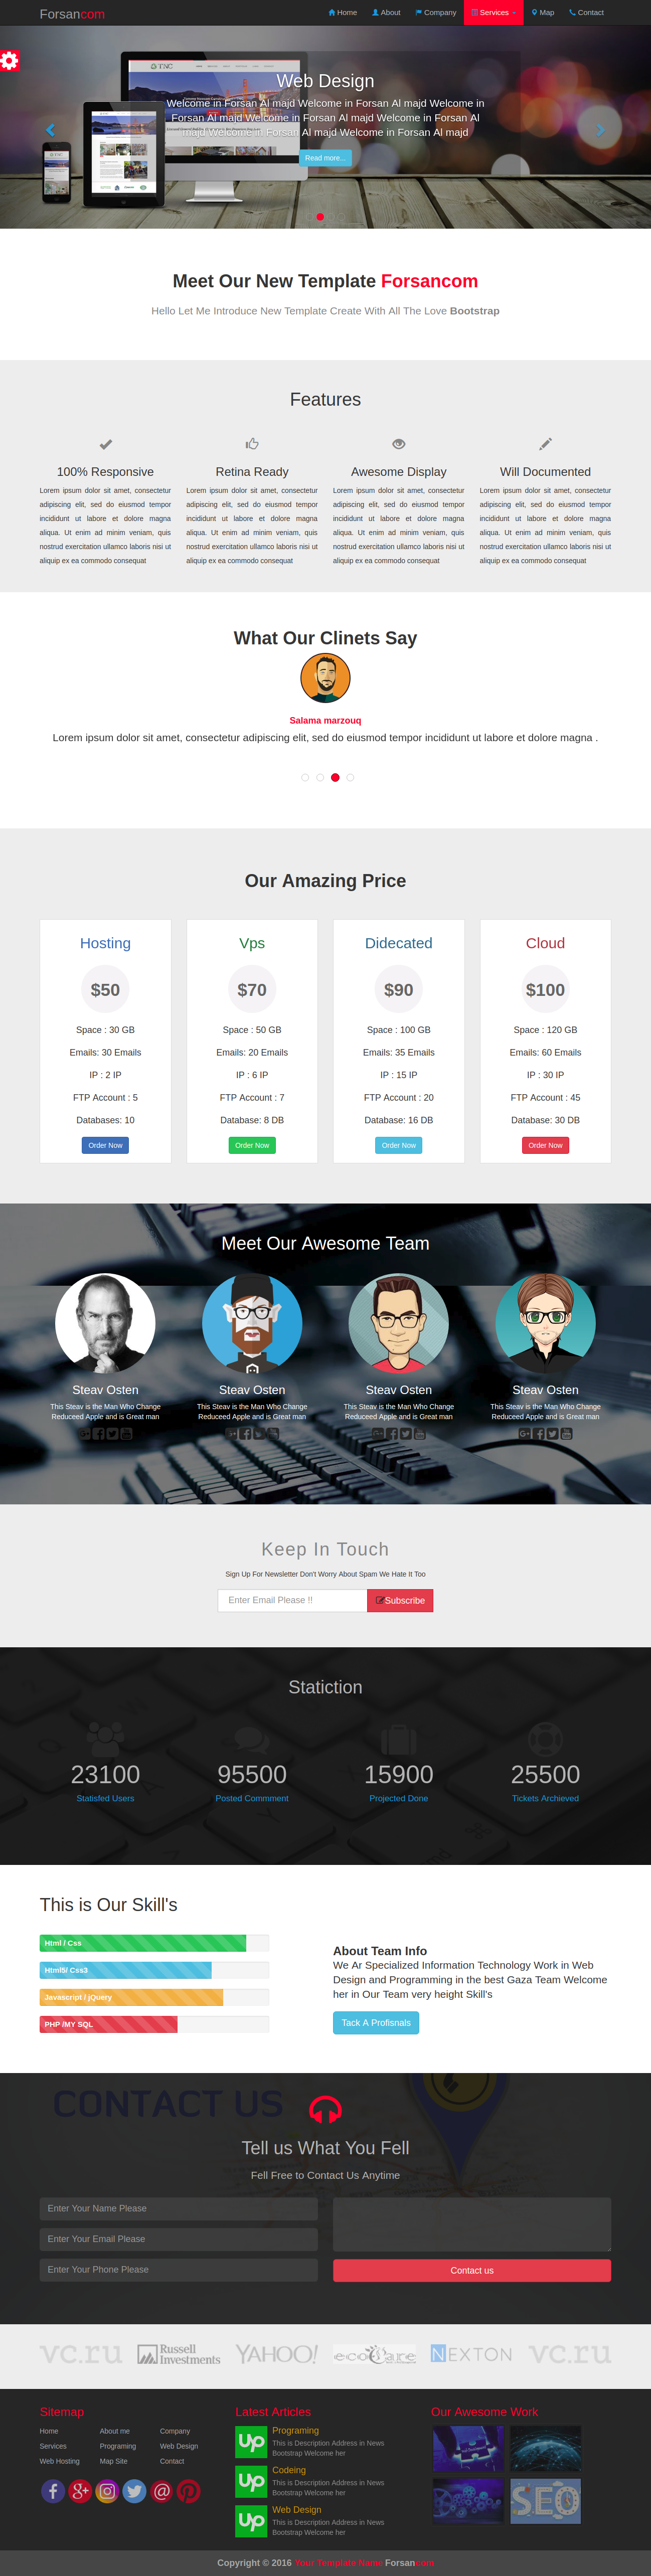 Forsancom
Home About Company Services Map Contact
Web Design
Welcome in Forsan Al majd Welcome in Forsan Al majd Welcome in
Forsan Al majd Welcome in Forsan Al majd Welcome in Forsan Al
majd Welcome in Forsan Al majd Welcome in Forsan Al majd
Read more...
Meet Our New Template Forsancom
Hello Let Me Introduce New Template Create With All The Love Bootstrap
Features
100% Responsive
Lorem ipsum dolor sit amet, consectetur
adipiscing elit, sed do eiusmod tempor
incididunt ut labore et dolore magna
aliqua. Ut enim ad minim veniam, quis
nostrud exercitation ullamco laboris nisi ut
aliquip ex ea commodo consequat
Retina Ready
Lorem ipsum dolor sit amet, consectetur
adipiscing elit, sed do eiusmod tempor
incididunt ut labore et dolore magna
aliqua. Ut enim ad minim veniam, quis
nostrud exercitation ullamco laboris nisi ut
aliquip ex ea commodo consequat
Awesome Display
Lorem ipsum dolor sit amet, consectetur
adipiscing elit, sed do eiusmod tempor
incididunt ut labore et dolore magna
aliqua. Ut enim ad minim veniam, quis
nostrud exercitation ullamco laboris nisi ut
aliquip ex ea commodo consequat
Will Documented
Lorem ipsum dolor sit amet, consectetur
adipiscing elit, sed do eiusmod tempor
incididunt ut labore et dolore magna
aliqua. Ut enim ad minim veniam, quis
nostrud exercitation ullamco laboris nisi ut
aliquip ex ea commodo consequat
What Our Clinets Say
Salama marzouq
Lorem ipsum dolor sit amet, consectetur adipiscing elit, sed do eiusmod tempor incididunt ut labore et dolore magna .
Our Amazing Price
Hosting
$50
Space : 30 GB
Emails: 30 Emails
IP : 2 IP
FTP Account : 5
Databases: 10
Order Now
Vps
$70
Space : 50 GB
Emails: 20 Emails
IP : 6 IP
FTP Account : 7
Database: 8 DB
Order Now
Didecated
$90
Space : 100 GB
Emails: 35 Emails
IP : 15 IP
FTP Account : 20
Database: 16 DB
Order Now
Cloud
$100
Space : 120 GB
Emails: 60 Emails
IP : 30 IP
FTP Account : 45
Database: 30 DB
Order Now
Meet Our Awesome Team
Steav Osten
This Steav is the Man Who Change
Reduceed Apple and is Great man
Steav Osten
This Steav is the Man Who Change
Reduceed Apple and is Great man
Steav Osten
This Steav is the Man Who Change
Reduceed Apple and is Great man
Steav Osten
This Steav is the Man Who Change
Reduceed Apple and is Great man
Keep In Touch
Sign Up For Newsletter Don't Worry About Spam We Hate It Too
Enter Email Please !!
Subscribe
Statiction
23100
Statisfed Users
95500
Posted Commment
15900
Projected Done
25500
Tickets Archieved
This is Our Skill's
Html / Css
Html5/ Css3
Javascript / jQuery
PHP /MY SQL
About Team Info
We Ar Specialized Information Technology Work in Web
Design and Programming in the best Gaza Team Welcome
her in Our Team very height Skill's
Tack A Profisnals
CONTACT US
Tell us What You Fell
Fell Free to Contact Us Anytime
Enter Your Name Please
Enter Your Email Please
Enter Your Phone Please
Contact us
vc.ru
Russell
Investments
YAHOO!
ecocare
NEXTON
vc.ru
Sitemap
Home About me Company
Services Programing Web Design
Web Hosting Map Site Contact
Latest Articles
Up
Programing
This is Description Address in News
Bootstrap Welcome her
Up
Codeing
This is Description Address in News
Bootstrap Welcome her
Up
Web Design
This is Description Address in News
Bootstrap Welcome her
Our Awesome Work
SEO
Copyright © 2016 Your Template Name Forsancom